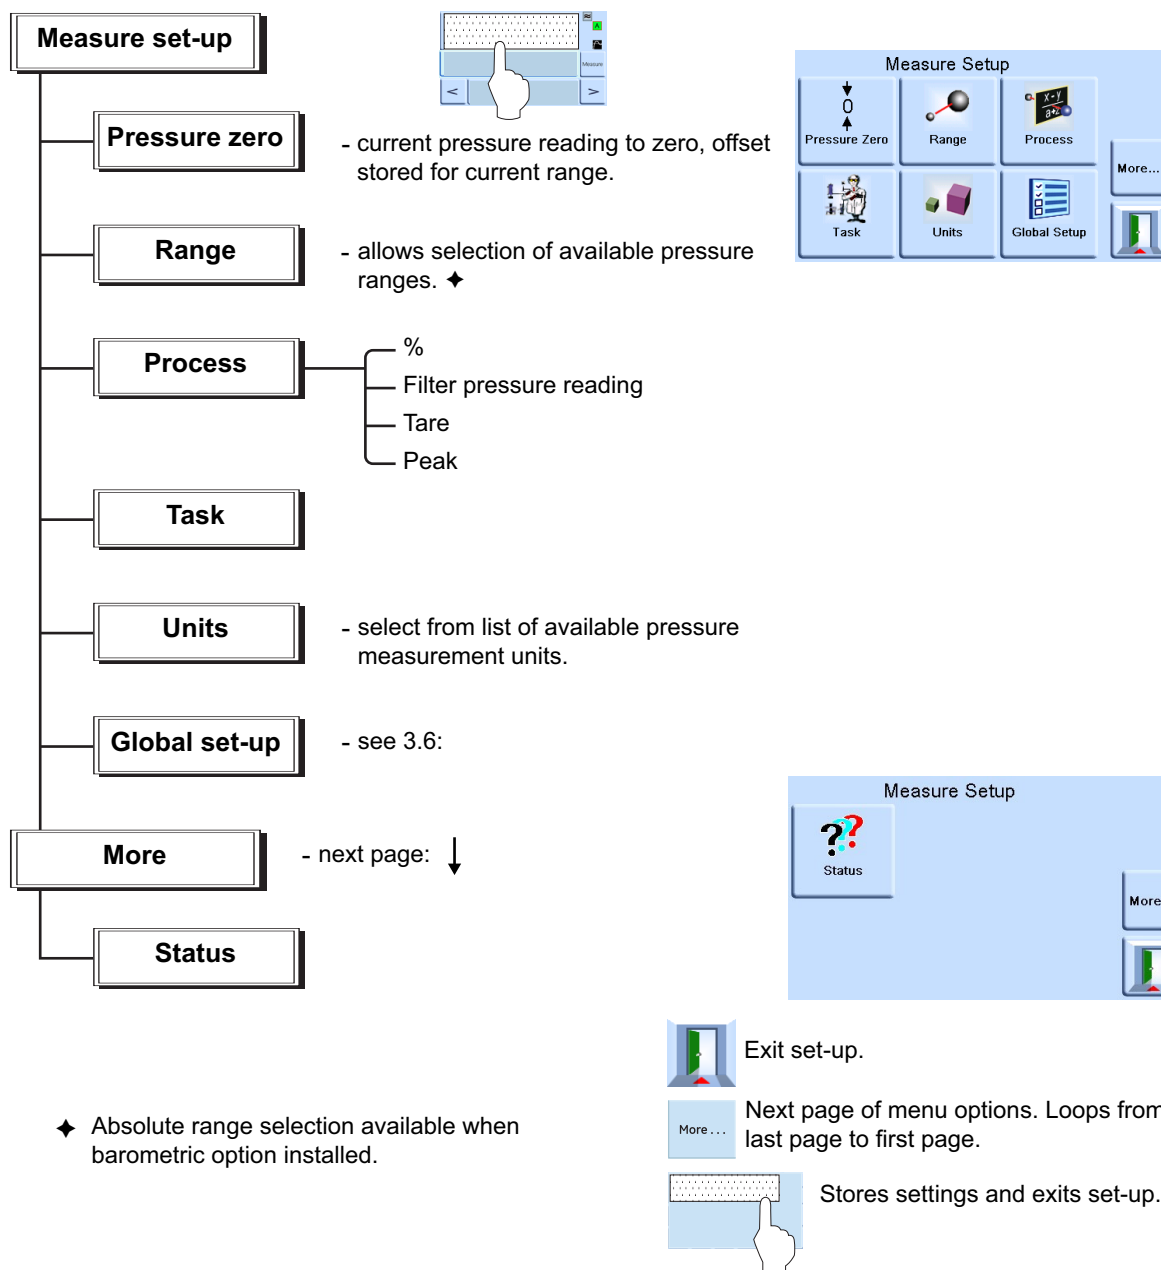 Measure set-up
Measure
<
>
Measure Setup
0
Pressure Zero
Range
x-y
a+z
Process
More...
Task
Units
Global Setup
Pressure zero
- current pressure reading to zero, offset
stored for current range.
Range
- allows selection of available pressure
ranges. ✦
Process
%
Filter pressure reading
Tare
Peak
Task
Units
- select from list of available pressure
measurement units.
Global set-up
- see 3.6:
Measure Setup
???
Status
More
More
- next page: ↓
Status
Exit set-up.
✦ Absolute range selection available when
barometric option installed.
More...
Next page of menu options. Loops from
last page to first page.
Stores settings and exits set-up.